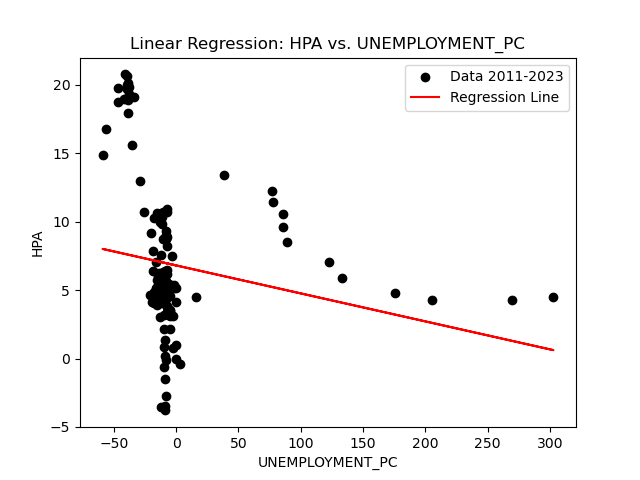 Linear Regression: HPA vs. UNEMPLOYMENT_PC
Data 2011-2023
Regression Line
HPA
20
15
10
5
0
−5
−50
0
50
100
150
200
250
300
UNEMPLOYMENT_PC